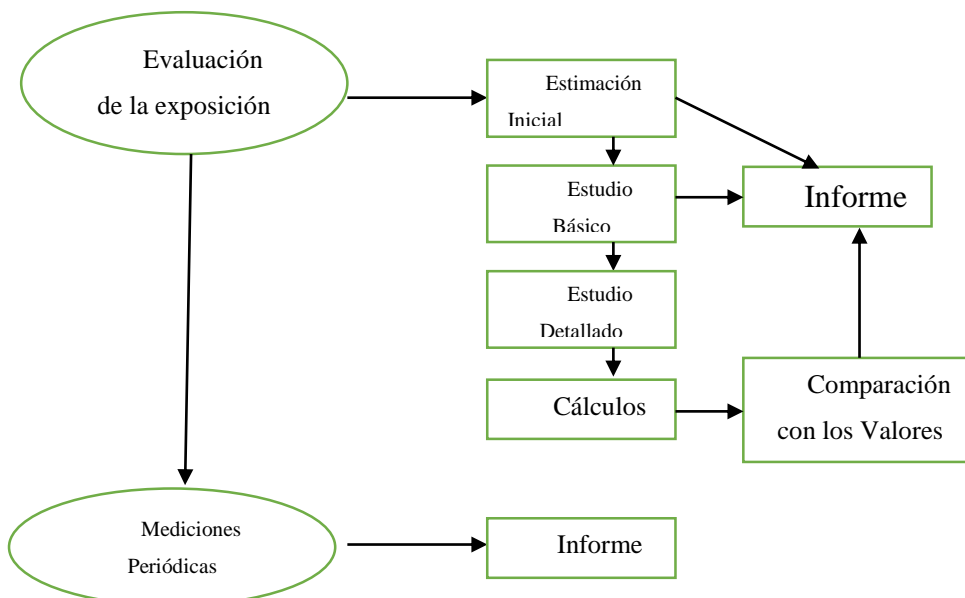 Evaluación
de la exposición
Estimación
Inicial
Estudio
Básico
Informe
Estudio
Detallado
Cálculos
Comparación
con los Valores
Mediciones
Periódicas
Informe